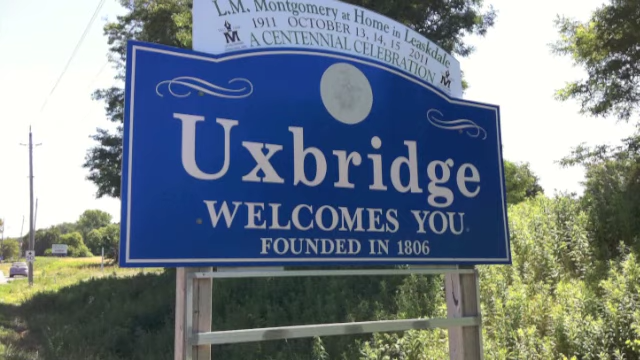 L.M. Montgomery at Home in Leaskdale
1911 OCTOBER 13, 14, 15 2011
A CENTENNIAL CELEBRATION
Uxbridge
WELCOMES YOU
FOUNDED IN 1806